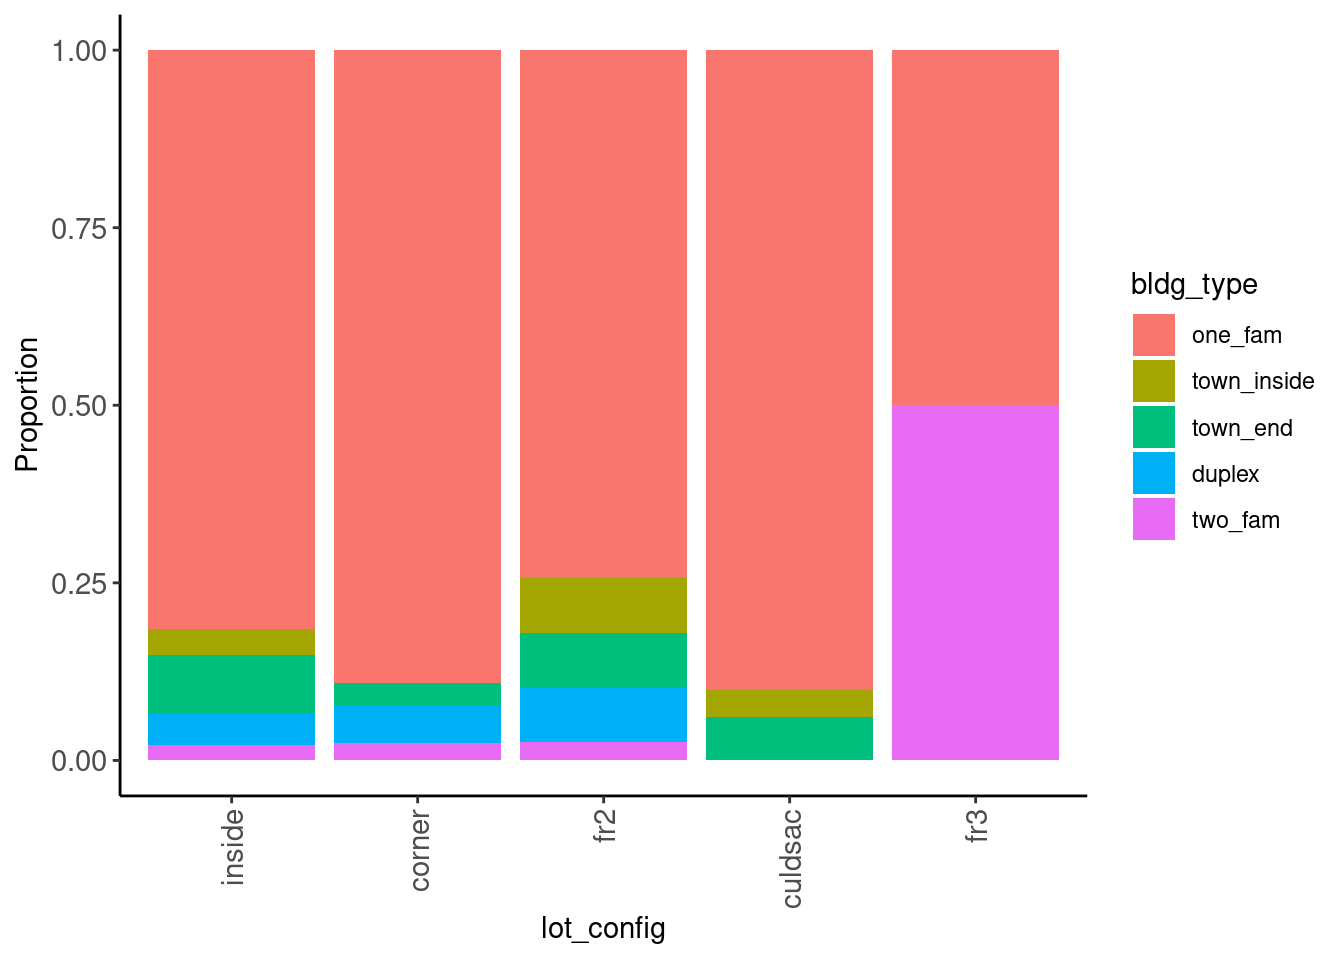 1.00
0.75
0.50
0.25
0.00
Proportion
inside
corner
fr2
culdsac
fr3
lot_config
bldg_type
one_fam
town_inside
town_end
duplex
two_fam